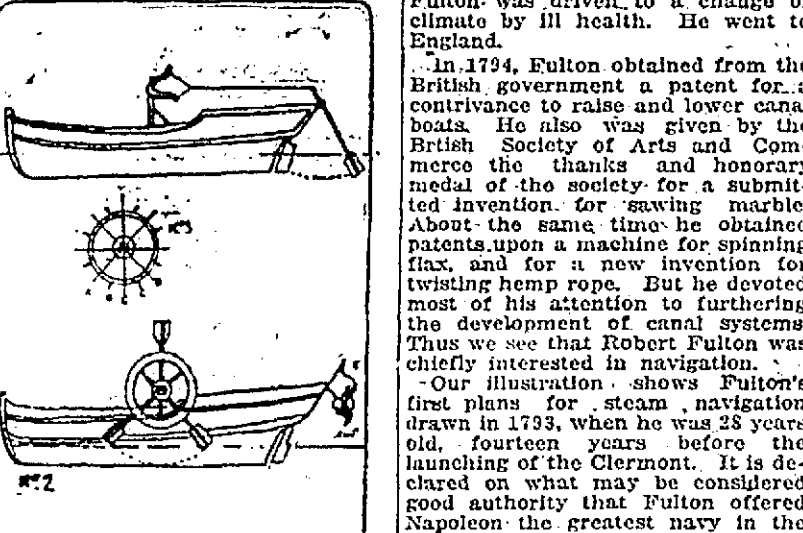 Fulton was driven to a change of
climate by ill health. He went to
England.
In 1794, Fulton obtained from the
British government a patent for a
contrivance to raise and lower canal
boats. He also was given by the
Brtish Society of Arts and Com-
merce the thanks and honorary
medal of the society for a submit-
ted invention for sawing marble.
About the same time he obtained
patents upon a machine for spinning
flax, and for a new invention for
twisting hemp rope. But he devoted
most of his attention to furthering
the development of canal systems.
Thus we see that Robert Fulton was
chiefly interested in navigation.
Our illustration shows Fulton's
first plans for steam navigation
drawn in 1793, when he was 28 years
old, fourteen years before the
launching of the Clermont. It is de-
clared on what may be considered
good authority that Fulton offered
Napoleon the greatest navy in the
Nº3
Nº2